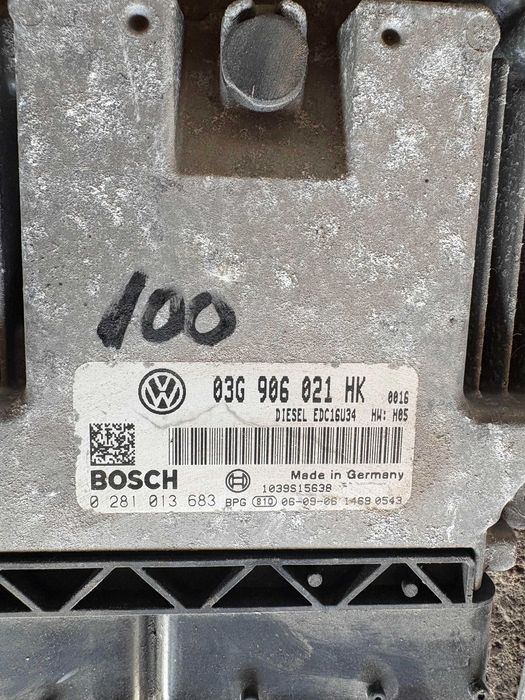 100
03G 906 021 HK 0016
DIESEL EDC16U34 HW: H05
BOSCH
Made in Germany
1039S15638
0 281 013 683 BPG 810 06-09-06 1469 0543